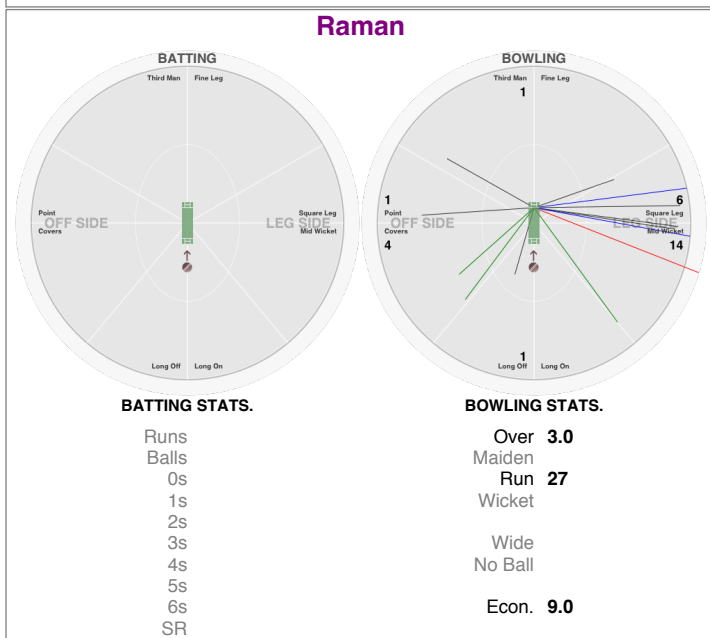 Raman
BATTING
Third Man Fine Leg
Point
OFF SIDE LEG SIDE
Covers
Square Leg
Mid Wicket
Long Off Long On
BATTING STATS.
Runs
Balls
0s
1s
2s
3s
4s
5s
6s
SR
BOWLING
Third Man Fine Leg
1
1
Point
OFF SIDE LEG SIDE
Covers
4
6
Square Leg
Mid Wicket
14
1
Long Off Long On
BOWLING STATS.
Over 3.0
Maiden
Run 27
Wicket
Wide
No Ball
Econ. 9.0